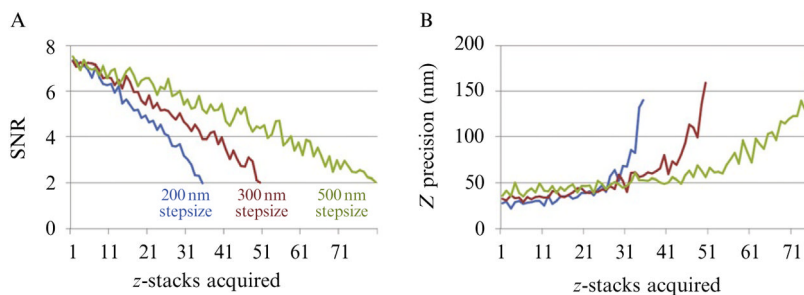 A
8
6
4
2
0
SNR
200 nm stepsize
300 nm stepsize
500 nm stepsize
1 11 21 31 41 51 61 71
z-stacks acquired
B
200
150
100
50
0
Z precision (nm)
1 11 21 31 41 51 61 71
z-stacks acquired